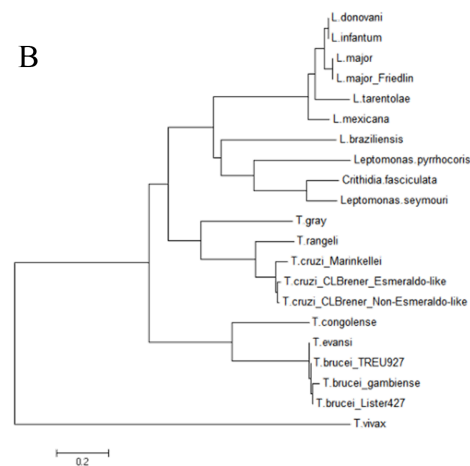 B
L.donovani
L.infantum
L.major
L.major_Friedlin
L.tarentolae
L.mexicana
L.braziliensis
Leptomonas.pyrrhocoris
Crithidia.fasciculata
Leptomonas.seymouri
T.gray
T.rangeli
T.cruzi_Marinkellei
T.cruzi_CLBrener_Esmeraldo-like
T.cruzi_CLBrener_Non-Esmeraldo-like
T.congolense
T.evansi
T.brucei_TREU927
T.brucei_gambiense
T.brucei_Lister427
T.vivax
0.2